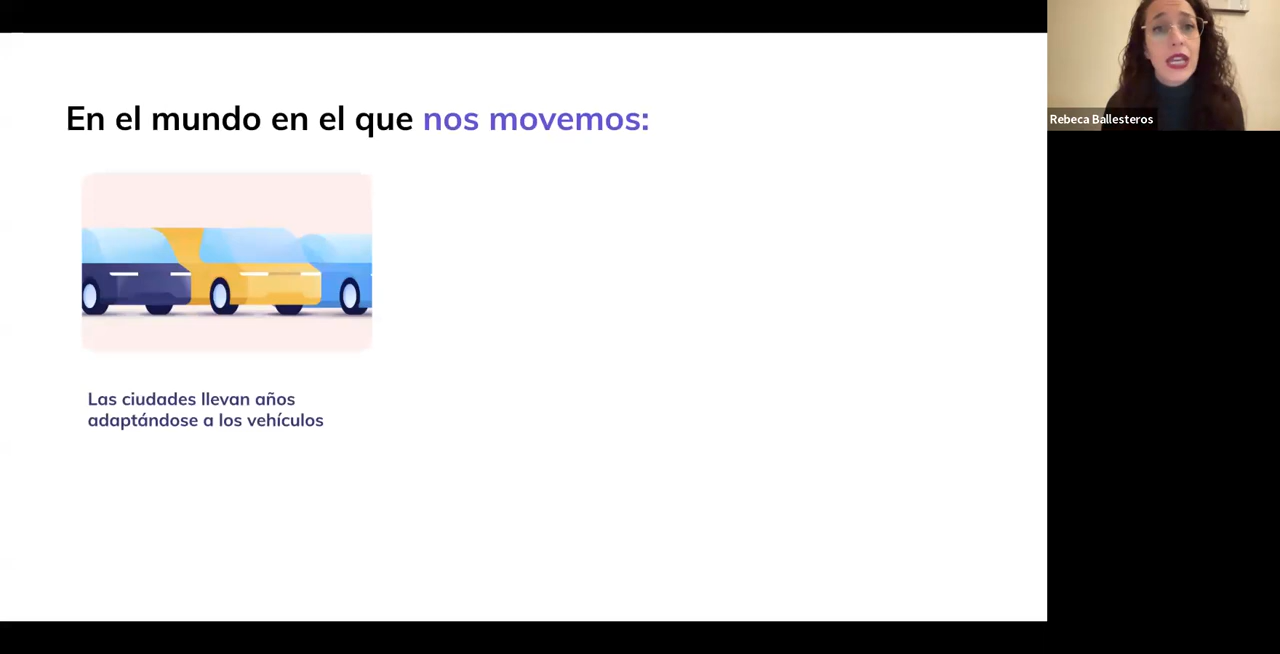 En el mundo en el que nos movemos:
Las ciudades llevan años
adaptándose a los vehículos
Rebeca Ballesteros